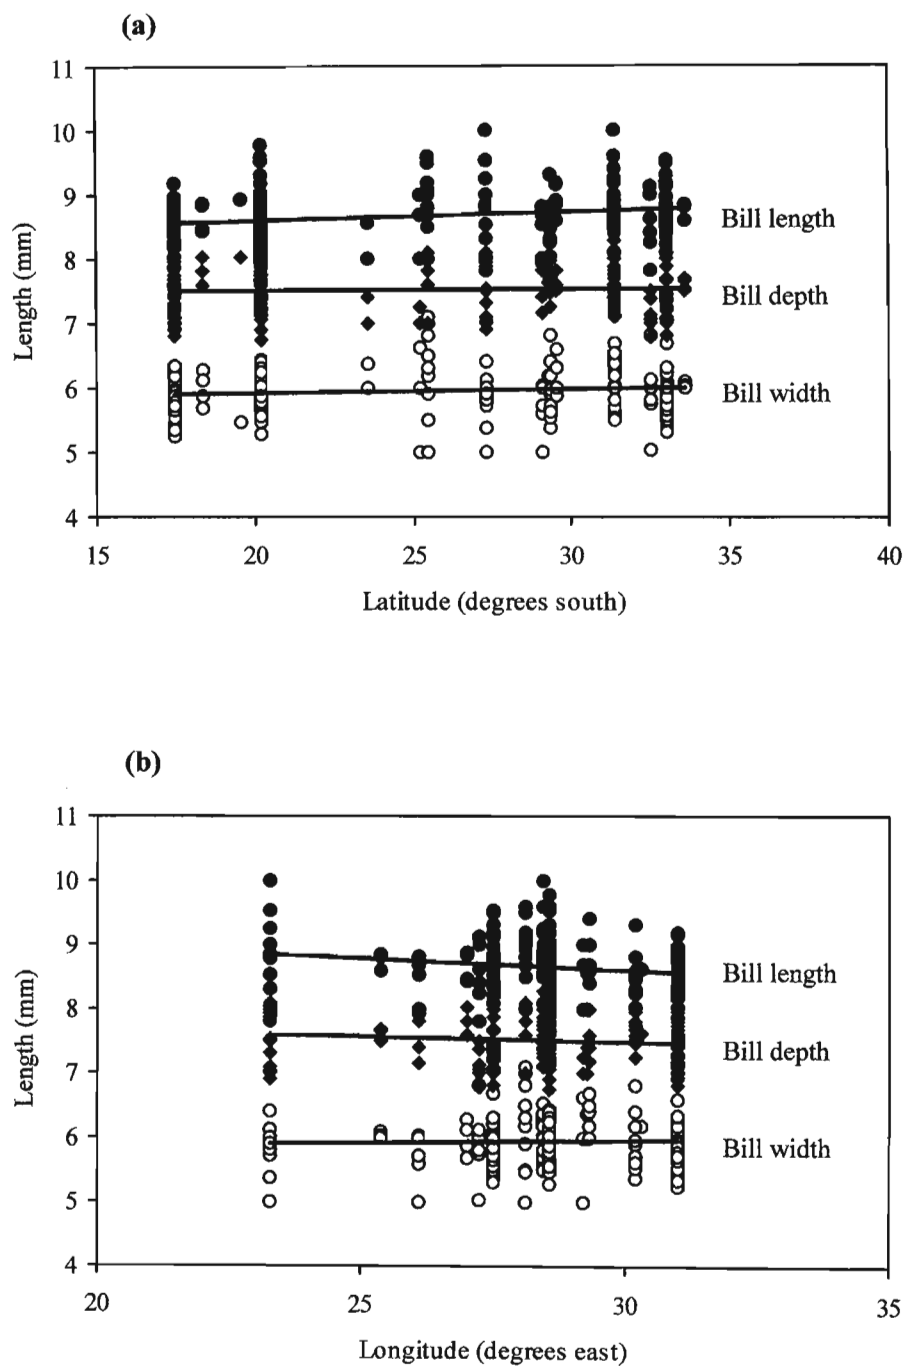 (a)
11
10
9
8
7
6
5
4
Length (mm)
Bill length
Bill depth
Bill width
15 20 25 30 35 40
Latitude (degrees south)
(b)
11
10
9
8
7
6
5
4
Length (mm)
Bill length
Bill depth
Bill width
20 25 30 35
Longitude (degrees east)